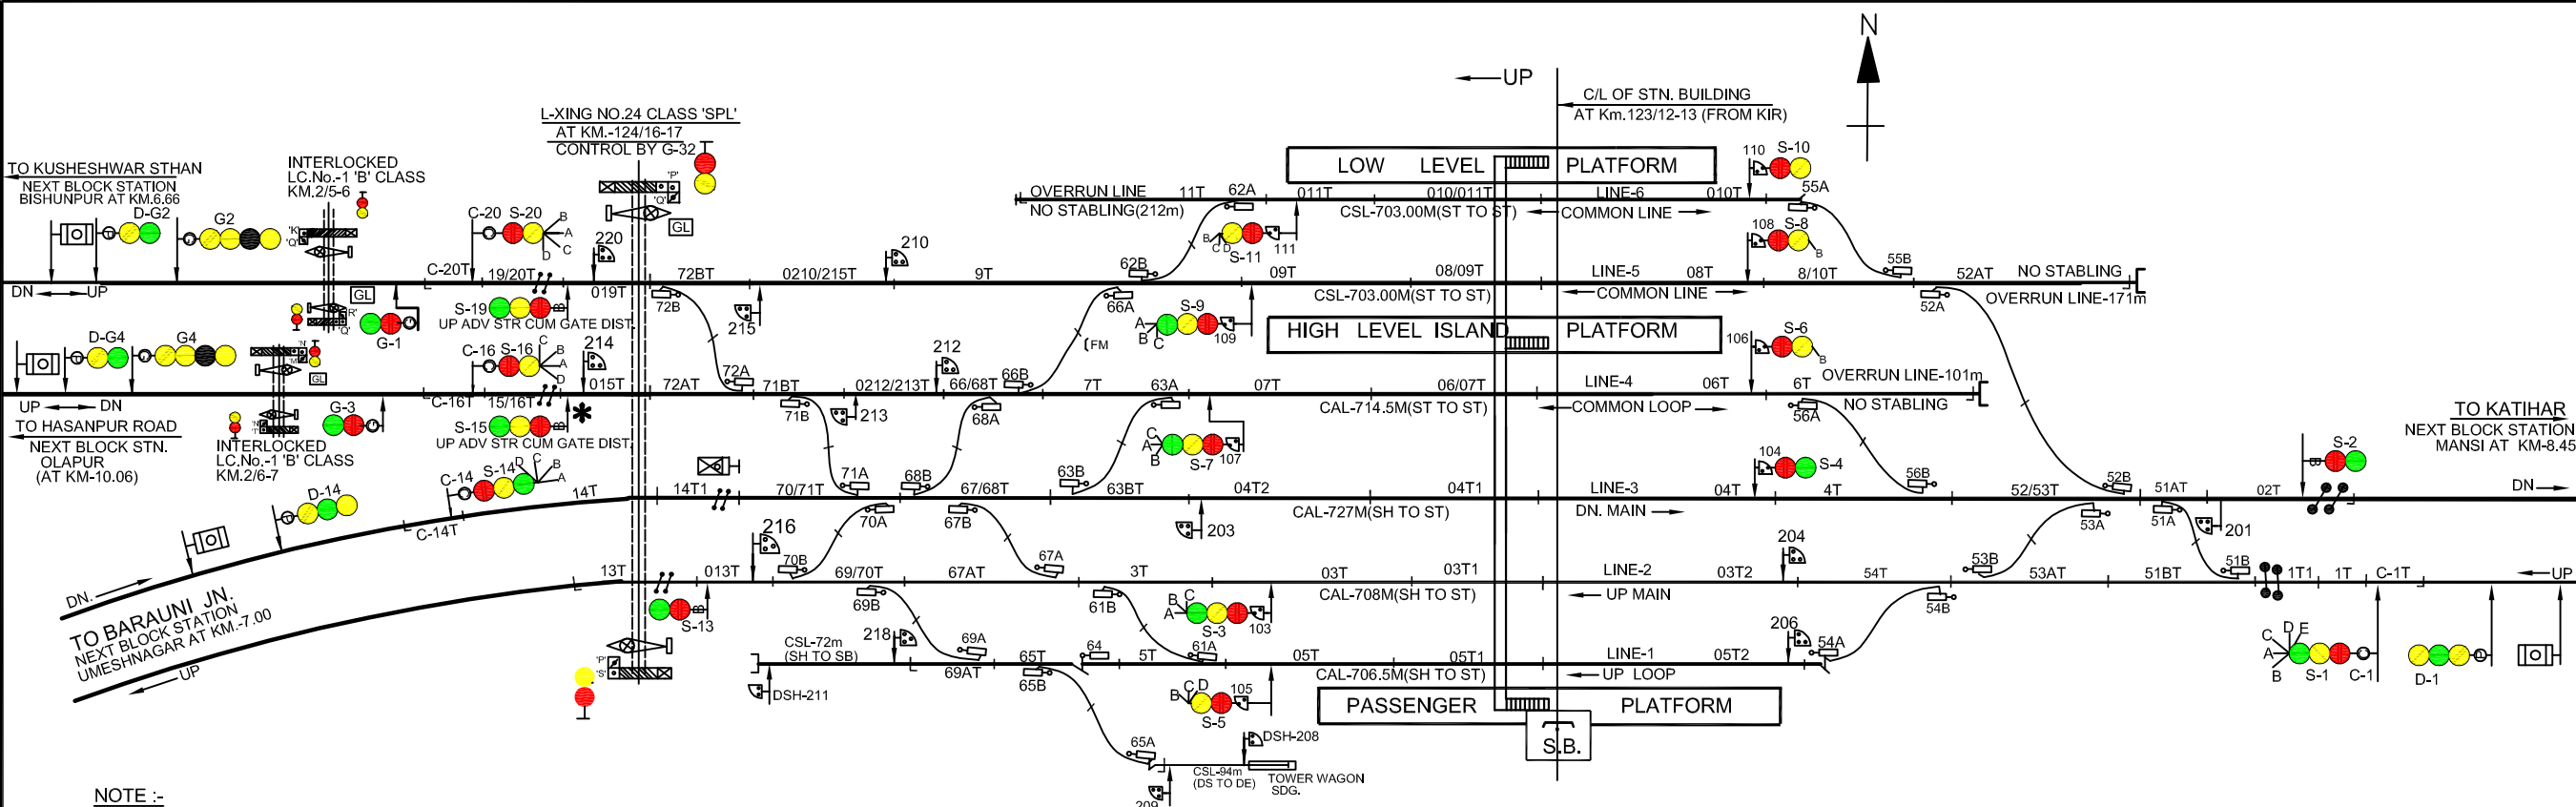 N
UP
C/L OF STN. BUILDING
AT Km.123/12-13 (FROM KIR)
L-XING NO.24 CLASS 'SPL'
AT KM.-124/16-17
CONTROL BY G-32
TO KUSHESHWAR STHAN
NEXT BLOCK STATION
BISHUNPUR AT KM.6.66
INTERLOCKED
LC.No.-1 'B' CLASS
KM.2/5-6
LOW LEVEL PLATFORM
110 S-10
'P'
'Q'
GL
D-G2 G2
'K'
'Q'
C-20 S-20
B
A
C
D
220
210
OVERRUN LINE 11T 62A 011T 010/011T LINE-6 010T 55A
NO STABLING(212m) CSL-703.00M(ST TO ST) COMMON LINE
B
C D
S-11
111
108 S-8
B
C-20T 19/20T 72BT 0210/215T 9T 62B 09T 08/09T LINE-5 08T 8/10T 55B 52AT NO STABLING
DN UP
GL
'R'
'Q'
G-1
S-19
B
UP ADV STR CUM GATE DIST.
019T
72B
215
66A
CSL-703.00M(ST TO ST) COMMON LINE
52A
OVERRUN LINE-171m
A
B
C
S-9
109
HIGH LEVEL ISLAND PLATFORM
106 S-6
B
(FM
D-G4 G4
'N'
'M'
GL
C-16 S-16
C
B
A
D
214
212
OVERRUN LINE-101m
015T 72AT 72A 71BT 0212/213T 66/68T 66B 7T 63A 07T 06/07T LINE-4 06T 6T
UP DN
C-16T 15/16T
71B
213
68A
CAL-714.5M(ST TO ST) COMMON LOOP
56A
NO STABLING
TO HASANPUR ROAD
NEXT BLOCK STN.
OLAPUR
(AT KM-10.06)
G-3
'N'
'T'
INTERLOCKED
LC.No.-1 'B' CLASS
KM.2/6-7
S-15
B
*
UP ADV STR CUM GATE DIST.
C
A
B
S-7
107
104 S-4
B
S-2
TO KATIHAR
NEXT BLOCK STATION
MANSI AT KM-8.45
D-14
C-14 S-14
D
C
B
A
14T 14T1 70/71T 71A 68B 67/68T 63B 63BT 04T2 04T1 LINE-3 04T 4T 56B 52/53T 52B 51AT 02T DN
C-14T
216
70A
67B
203
CAL-727M(SH TO ST) DN. MAIN
53A
51A
201
204
13T 013T 70B 69/70T 67AT 67A 3T 03T 03T1 LINE-2 03T2 54T 53B 53AT 51BT 51B 1T1 1T C-1T UP
DN.
TO BARAUNI JN.
NEXT BLOCK STATION
UMESHNAGAR AT KM.-7.00
UP
B
S-13
69B
61B
B
C
A
S-3
103
CAL-708M(SH TO ST) UP MAIN
54B
CSL-72m
(SH TO SB)
218
206
69A 65T 64 5T 61A 05T 05T1 LINE-1 05T2 54A
69AT
65B
CAL-706.5M(SH TO ST) UP LOOP
C
D
E
A
B
S-1
C-1
D-1
'P'
'S'
DSH-211
B
C
D
S-5
105
PASSENGER PLATFORM
S.B.
65A
DSH-208
CSL-94m
(DS TO DE)
TOWER WAGON
SDG.
209
NOTE :-